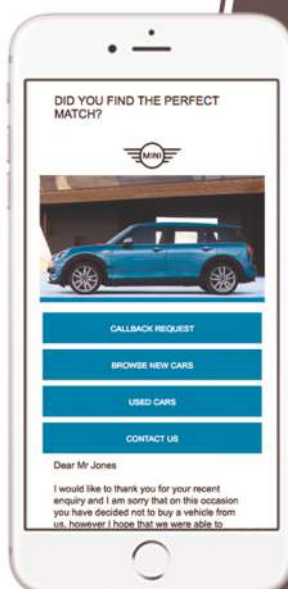 DID YOU FIND THE PERFECT
MATCH?
MINI
CALLBACK REQUEST
BROWSE NEW CARS
USED CARS
CONTACT US
Dear Mr Jones
I would like to thank you for your recent
enquiry and I am sorry that on this occasion
you have decided not to buy a vehicle from
us, however I hope that we were able to